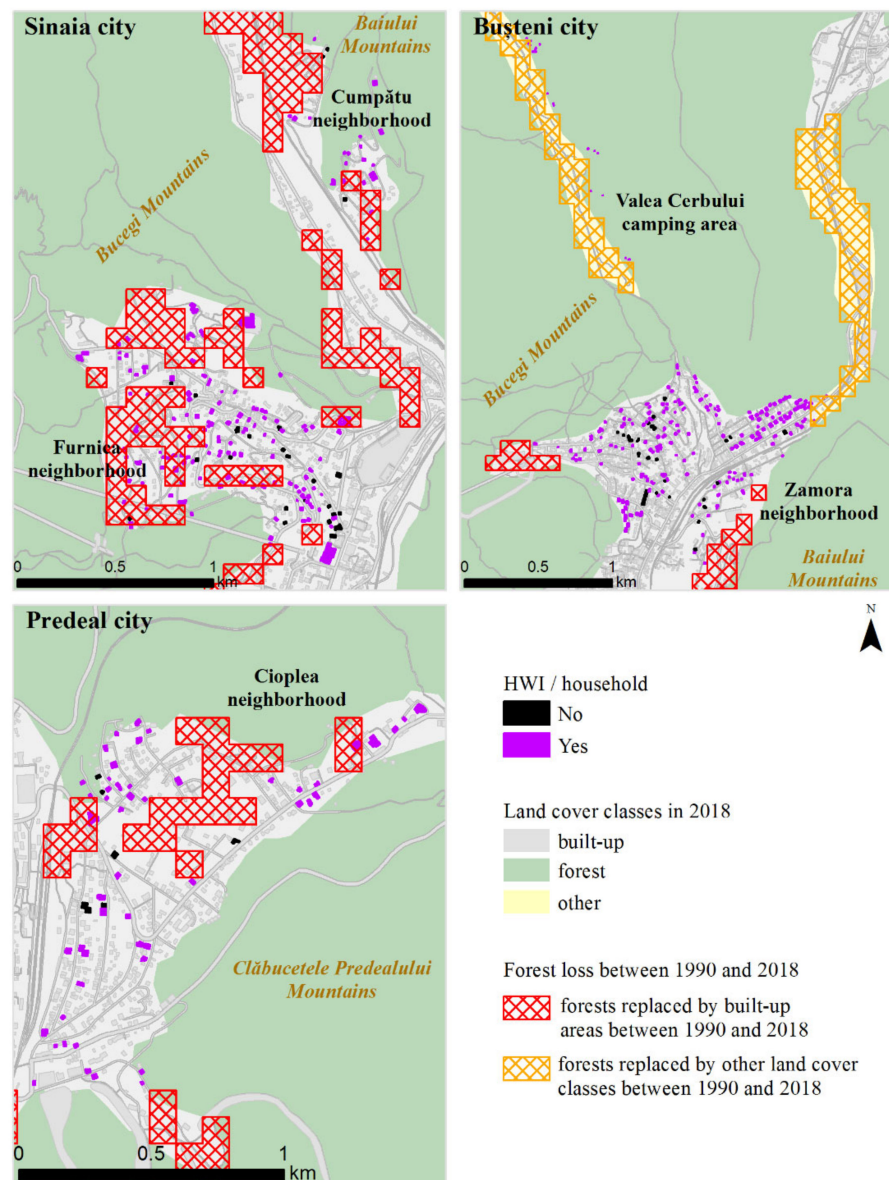 Sinaia city
Baiului
Mountains
Cumpătu
neighborhood
Bucegi Mountains
Furnica
neighborhood
0
0.5
1
km
Bușteni city
Valea Cerbului
camping area
Bucegi Mountains
Zamora
neighborhood
Baiului
Mountains
0
0.5
1
km
Predeal city
Cioplea
neighborhood
Clăbucetele Predealului
Mountains
0
0.5
1
km
N
HWI / household
No
Yes
Land cover classes in 2018
built-up
forest
other
Forest loss between 1990 and 2018
forests replaced by built-up
areas between 1990 and 2018
forests replaced by other land cover
classes between 1990 and 2018